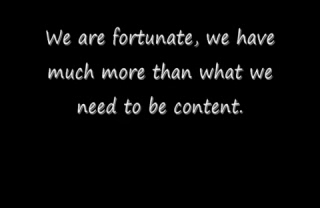 We are fortunate, we have
much more than what we
need to be content.